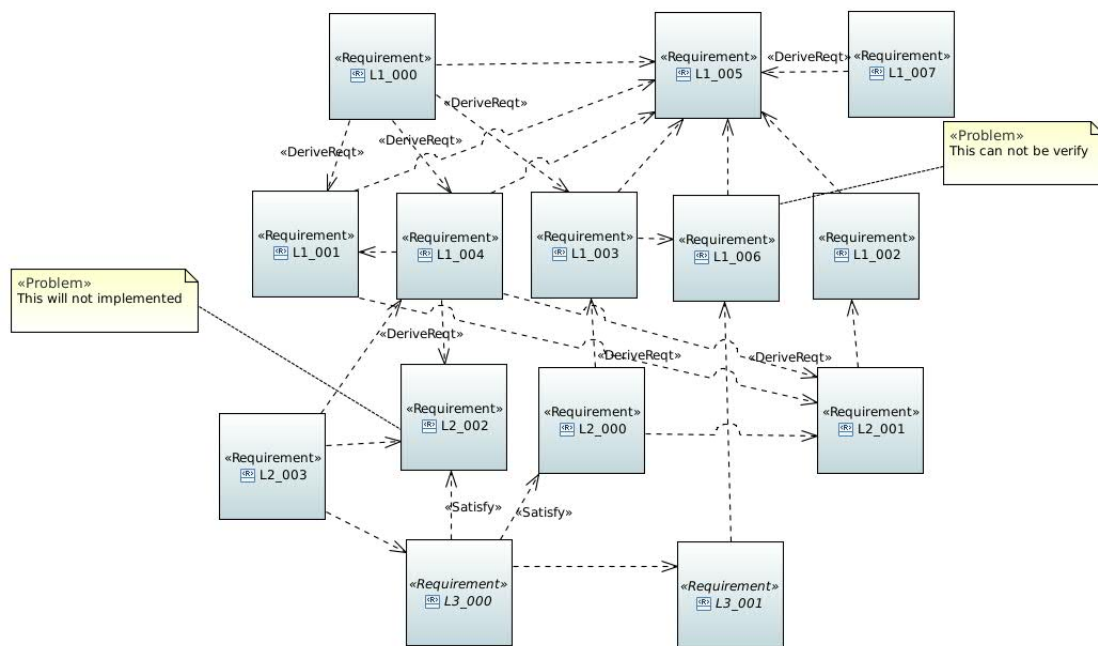 «Requirement»
L1_000
«Requirement»
L1_005
«DeriveReqt»
«Requirement»
L1_007
«DeriveReqt»
«DeriveReqt»
«DeriveReqt»
«Problem»
This can not be verify
«Requirement»
L1_001
«Requirement»
L1_004
«Requirement»
L1_003
«Requirement»
L1_006
«Requirement»
L1_002
«Problem»
This will not implemented
«DeriveReqt»
«DeriveReqt»
«DeriveReqt»
«Requirement»
L2_002
«Requirement»
L2_000
«Requirement»
L2_001
«Requirement»
L2_003
«Satisfy»
«Satisfy»
«Requirement»
L3_000
«Requirement»
L3_001